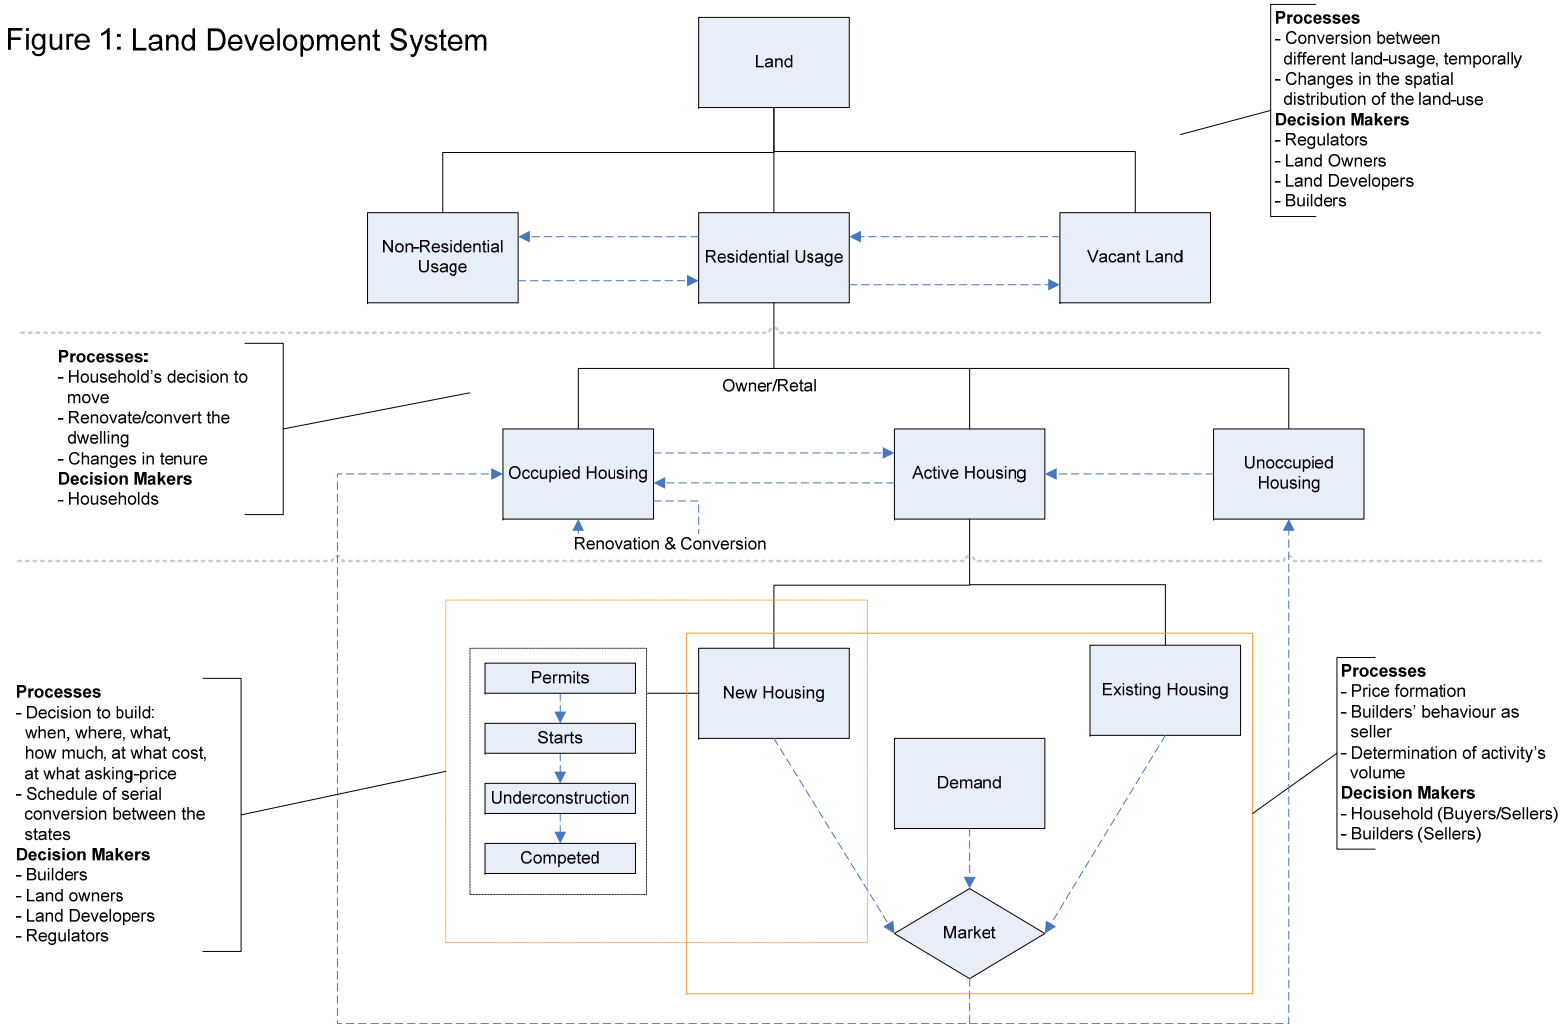 Figure 1: Land Development System
Land
Processes
- Conversion between
different land-usage, temporally
- Changes in the spatial
distribution of the land-use
Decision Makers
- Regulators
- Land Owners
- Land Developers
- Builders
Non-Residential
Usage
Residential Usage
Vacant Land
Processes:
- Household's decision to
move
- Renovate/convert the
dwelling
- Changes in tenure
Decision Makers
- Households
Owner/Retal
Occupied Housing
Active Housing
Unoccupied
Housing
Renovation & Conversion
Processes
- Decision to build:
when, where, what,
how much, at what cost,
at what asking-price
- Schedule of serial
conversion between the
states
Decision Makers
- Builders
- Land owners
- Land Developers
- Regulators
Permits
Starts
Underconstruction
Competed
New Housing
Existing Housing
Demand
Market
Processes
- Price formation
- Builders' behaviour as
seller
- Determination of activity's
volume
Decision Makers
- Household (Buyers/Sellers)
- Builders (Sellers)